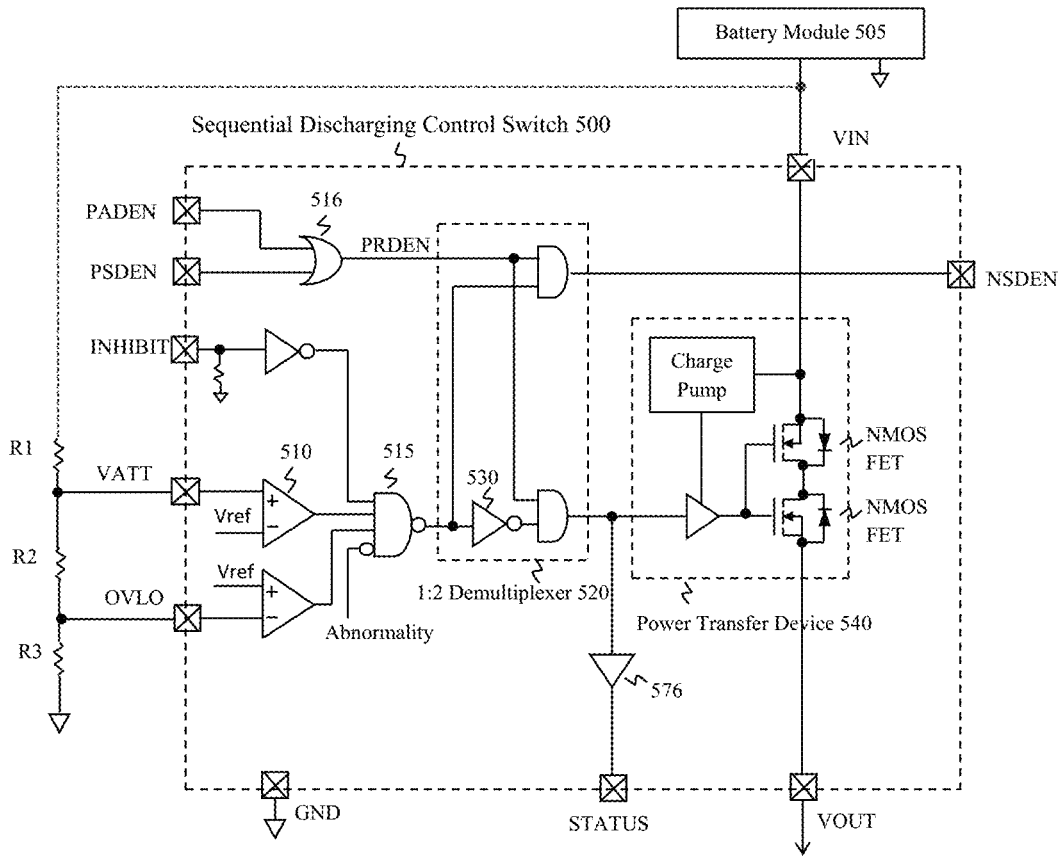 Battery Module 505
Sequential Discharging Control Switch 500
VIN
PADEN
516
PRDEN
PSDEN
NSDEN
INHIBIT
Charge
Pump
R1
VATT
510
515
530
NMOS
FET
Vref
NMOS
FET
R2
Vref
OVLO
1:2 Demultiplexer 520
Abnormality
Power Transfer Device 540
R3
576
GND
STATUS
VOUT
+
−
+
−